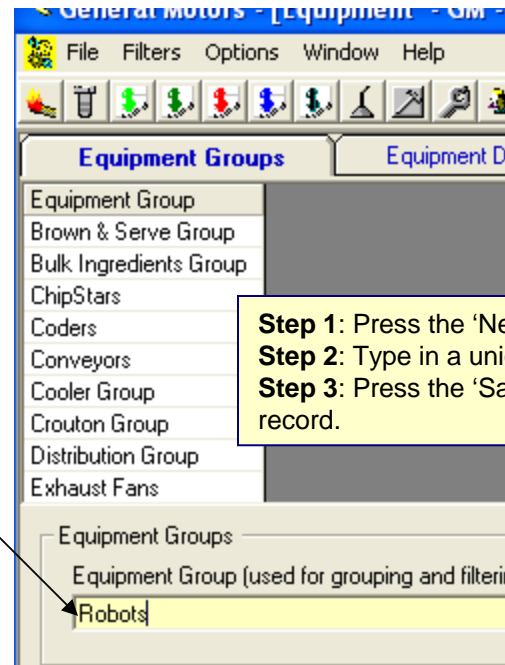 General Motors - [Equipment - GM -
File Filters Options Window Help
Equipment Groups Equipment D
Equipment Group
Brown & Serve Group
Bulk Ingredients Group
ChipStars
Coders
Conveyors
Cooler Group
Crouton Group
Distribution Group
Exhaust Fans
Step 1: Press the ‘Ne
Step 2: Type in a uni
Step 3: Press the ‘Sa
record.
Equipment Groups
Equipment Group (used for grouping and filteri
Robots